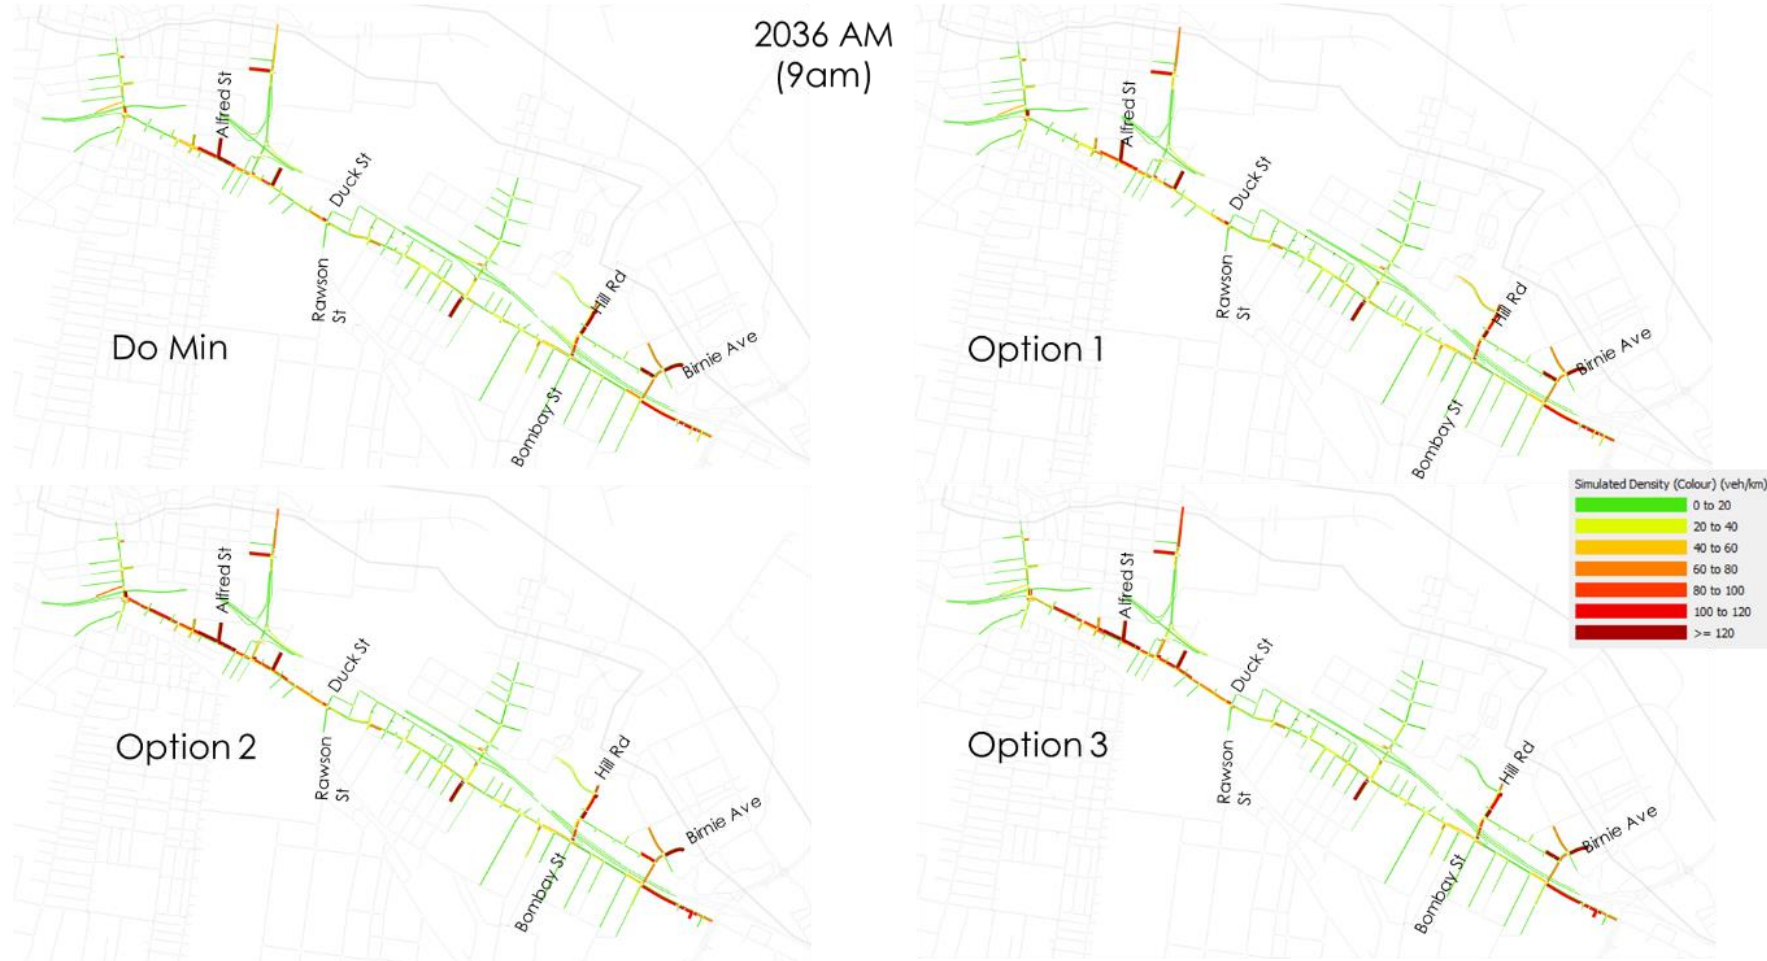 2036 AM
(9am)
Alfred St
Duck St
Rawson
St
Hill Rd
Birnie Ave
Bombay St
Do Min
Alfred St
Duck St
Rawson
St
Hill Rd
Birnie Ave
Bombay St
Option 1
Simulated Density (Colour) (veh/km)
0 to 20
20 to 40
40 to 60
60 to 80
80 to 100
100 to 120
>= 120
Alfred St
Duck St
Rawson
St
Hill Rd
Birnie Ave
Bombay St
Option 2
Alfred St
Duck St
Rawson
St
Hill Rd
Birnie Ave
Bombay St
Option 3